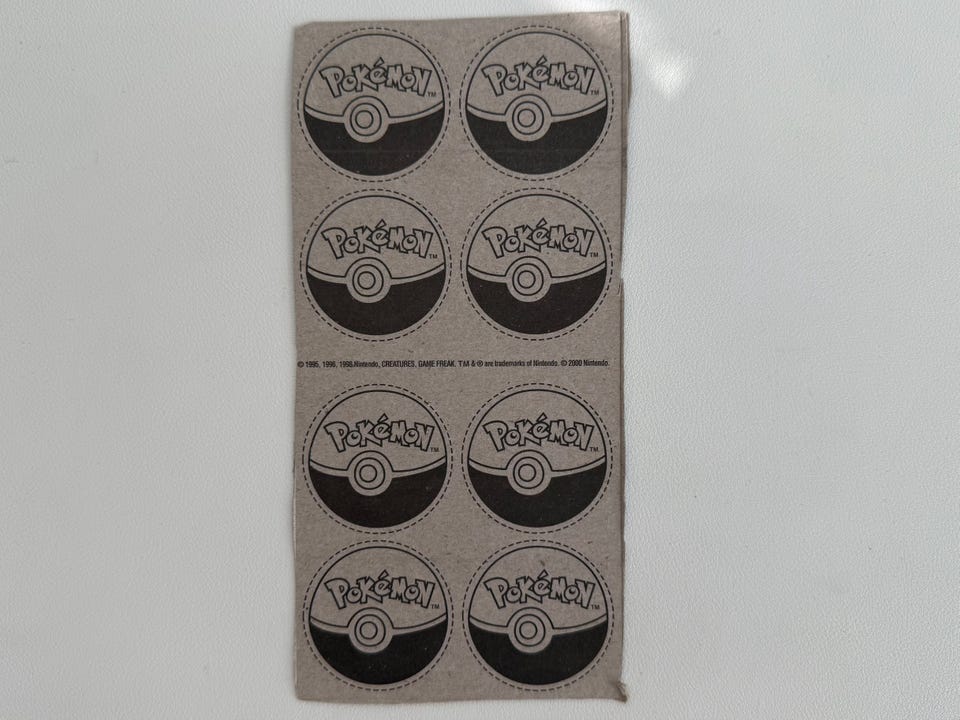 POKéMON™ POKéMON™
POKéMON™ POKéMON™
© 1995, 1996, 1998 Nintendo, CREATURES, GAME FREAK. TM & ® are trademarks of Nintendo. © 2000 Nintendo.
POKéMON™ POKéMON™
POKéMON™ POKéMON™